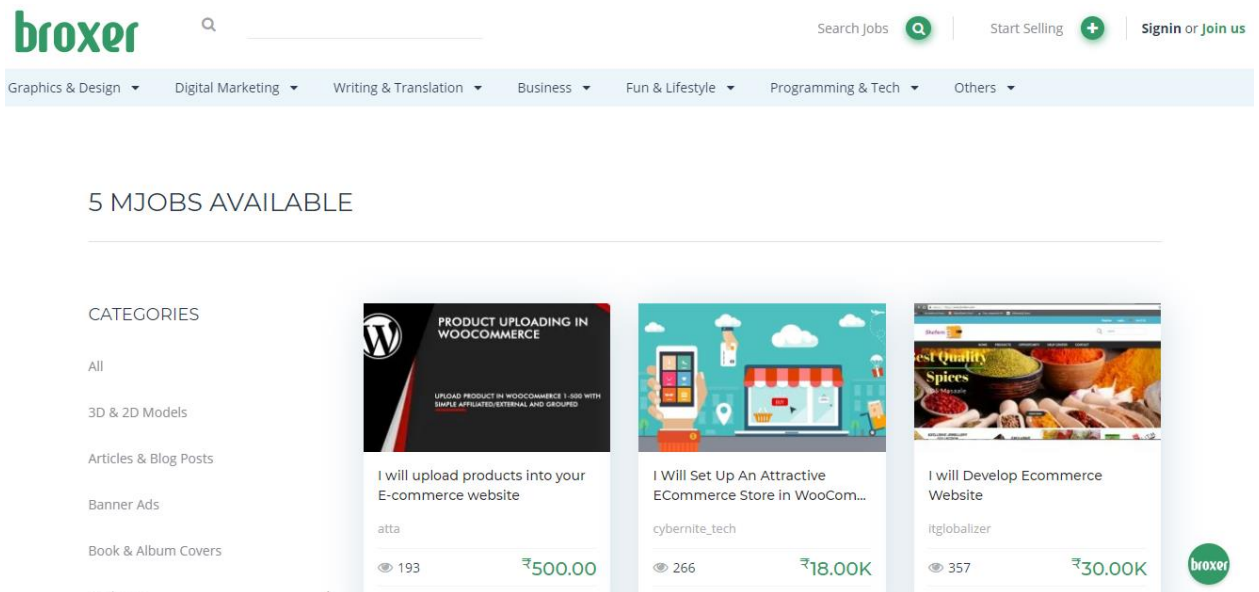 broxer
Search Jobs
Start Selling
Signin or Join us
Graphics & Design
Digital Marketing
Writing & Translation
Business
Fun & Lifestyle
Programming & Tech
Others
5 MJOBS AVAILABLE
CATEGORIES
All
3D & 2D Models
Articles & Blog Posts
Banner Ads
Book & Album Covers
PRODUCT UPLOADING IN
WOOCOMMERCE
UPLOAD PRODUCT IN WOOCOMMERCE 1-500 WITH
SIMPLE AFFILIATED/EXTERNAL AND GROUPED
I will upload products into your
E-commerce website
atta
193
₹500.00
BUY
I Will Set Up An Attractive
ECommerce Store in WooCom...
cybernite_tech
266
₹18.00K
est Quality
Spices
I will Develop Ecommerce
Website
itglobalizer
357
₹30.00K
broxer